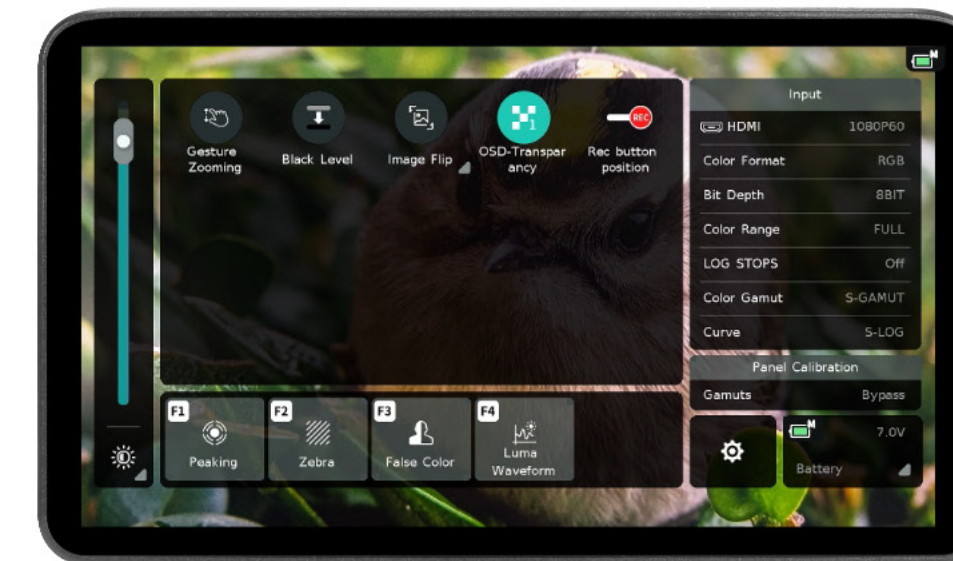 M
Gesture
Zooming
Black Level
Image Flip
OSD-Transpar
ancy
1
REC
Rec button
position
Input
HDMI 1080P60
Color Format RGB
Bit Depth 8BIT
Color Range FULL
LOG STOPS Off
Color Gamut S-GAMUT
Curve S-LOG
Panel Calibration
Gamuts Bypass
F1
Peaking
F2
Zebra
F3
False Color
F4
Luma
Waveform
M
7.0V
Battery